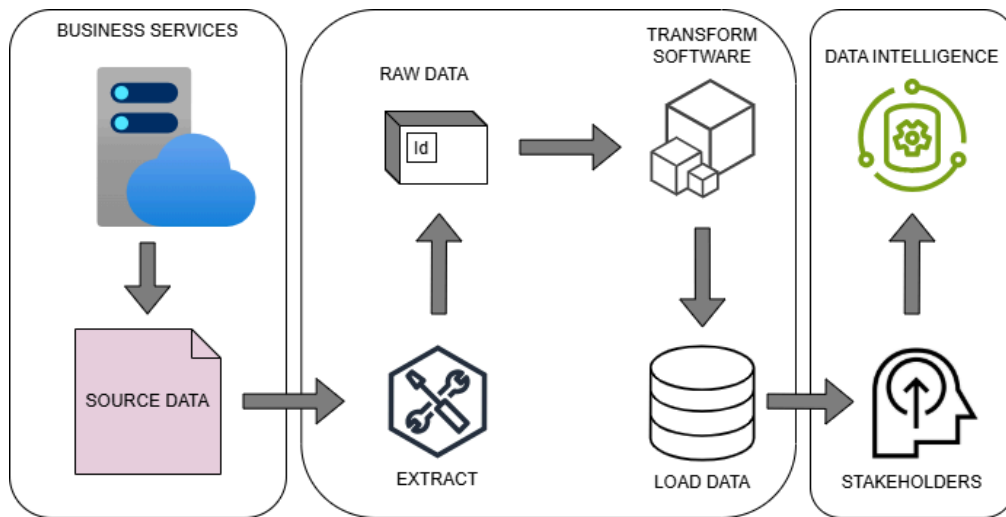 BUSINESS SERVICES
SOURCE DATA
RAW DATA
Id
EXTRACT
TRANSFORM
SOFTWARE
LOAD DATA
DATA INTELLIGENCE
STAKEHOLDERS